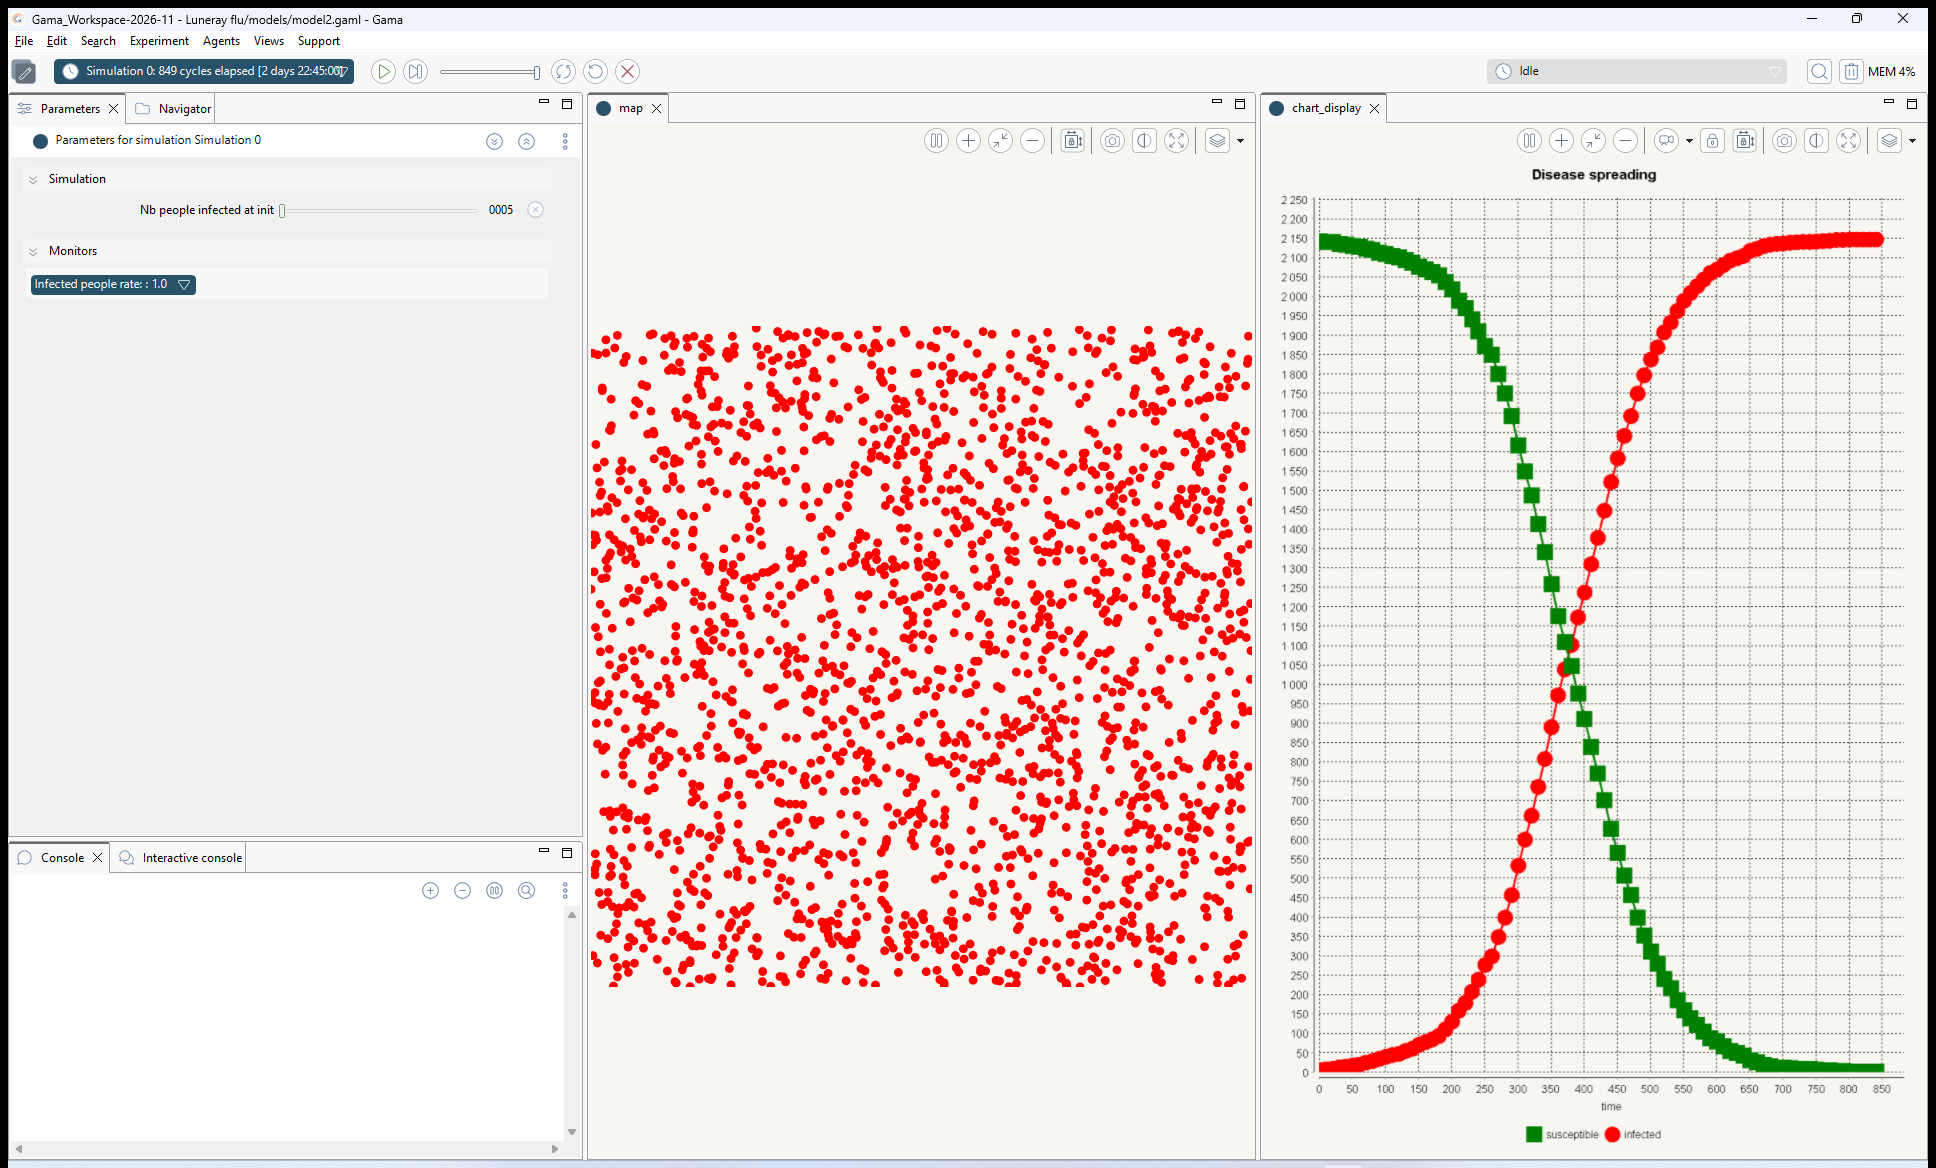 Gama_Workspace-2026-11 - Luneray flu/models/model2.gaml - Gama
File Edit Search Experiment Agents Views Support
Simulation 0: 849 cycles elapsed [2 days 22:45:00]
Idle
MEM 4%
Parameters
Navigator
Parameters for simulation Simulation 0
Simulation
Nb people infected at init
0005
Monitors
Infected people rate: : 1.0
Console
Interactive console
map
chart_display
Disease spreading
2 250
2 200
2 150
2 100
2 050
2 000
1 950
1 900
1 850
1 800
1 750
1 700
1 650
1 600
1 550
1 500
1 450
1 400
1 350
1 300
1 250
1 200
1 150
1 100
1 050
1 000
950
900
850
800
750
700
650
600
550
500
450
400
350
300
250
200
150
100
50
0
0 50 100 150 200 250 300 350 400 450 500 550 600 650 700 750 800 850
time
susceptible infected